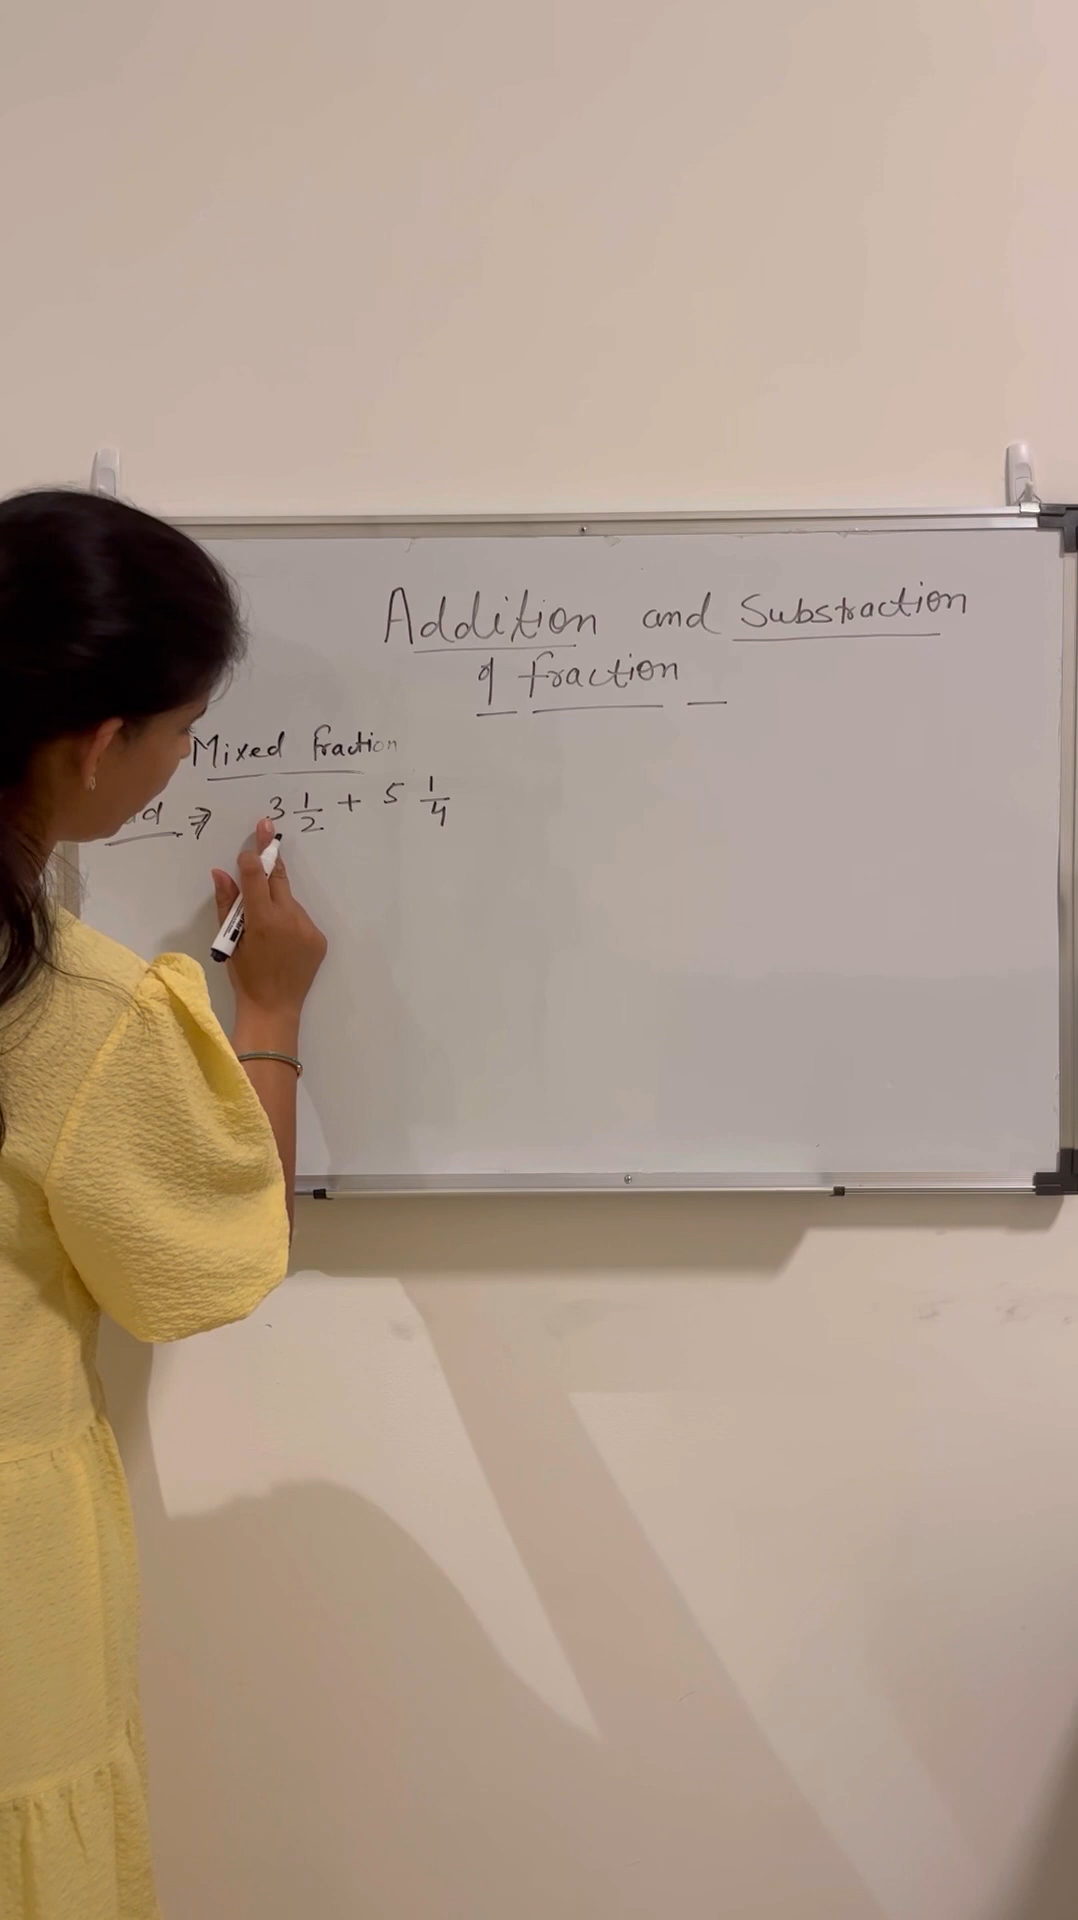 Addition and Substraction
of fraction
Mixed fraction
⇒ 3 1/2 + 5 1/4